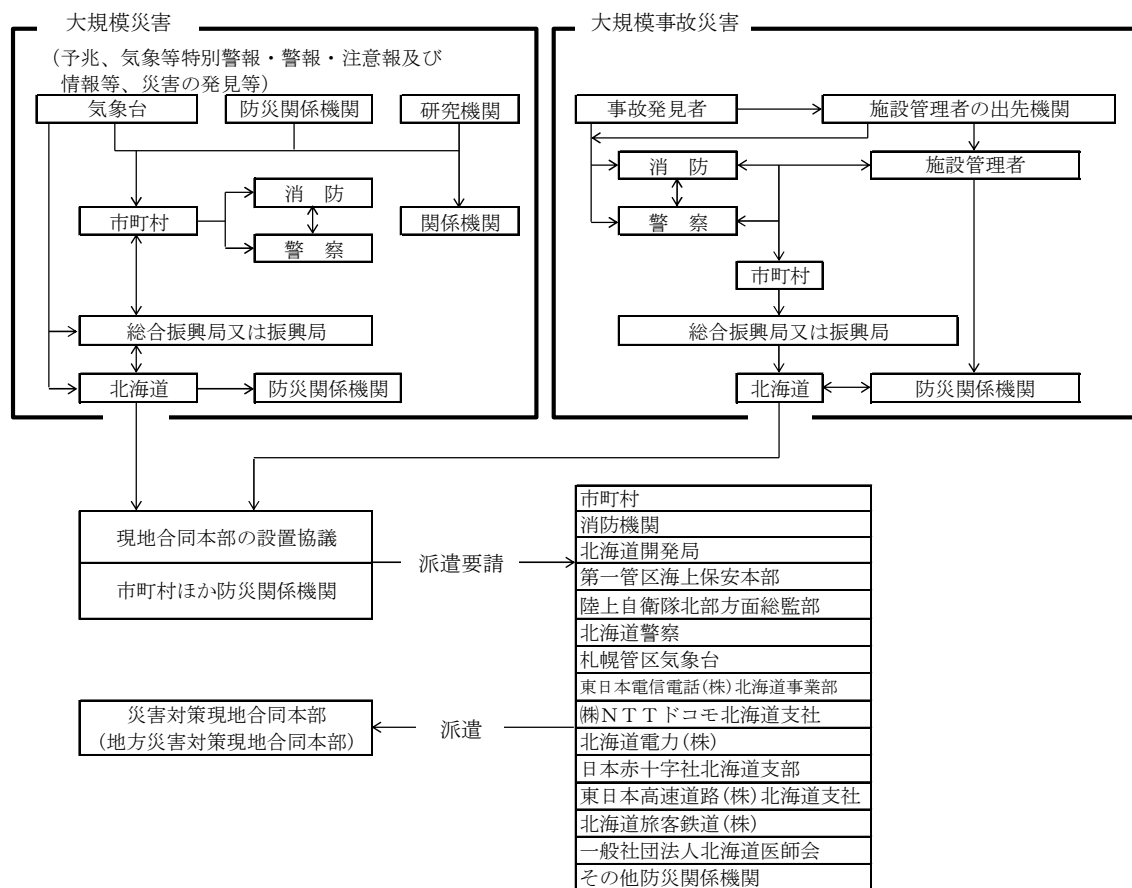 大規模災害
(予兆、気象等特別警報・警報・注意報及び
情報等、災害の発見等)
気象台
防災関係機関
研究機関
市町村
消 防
警 察
関係機関
総合振興局又は振興局
北海道
防災関係機関
大規模事故災害
事故発見者
施設管理者の出先機関
消 防
施設管理者
警 察
市町村
総合振興局又は振興局
北海道
防災関係機関
現地合同本部の設置協議
市町村ほか防災関係機関
派遣要請
市町村
消防機関
北海道開発局
第一管区海上保安本部
陸上自衛隊北部方面総監部
北海道警察
札幌管区気象台
東日本電信電話(株)北海道事業部
㈱NTTドコモ北海道支社
北海道電力(株)
日本赤十字社北海道支部
東日本高速道路(株)北海道支社
北海道旅客鉄道(株)
一般社団法人北海道医師会
その他防災関係機関
派遣
災害対策現地合同本部
(地方災害対策現地合同本部)